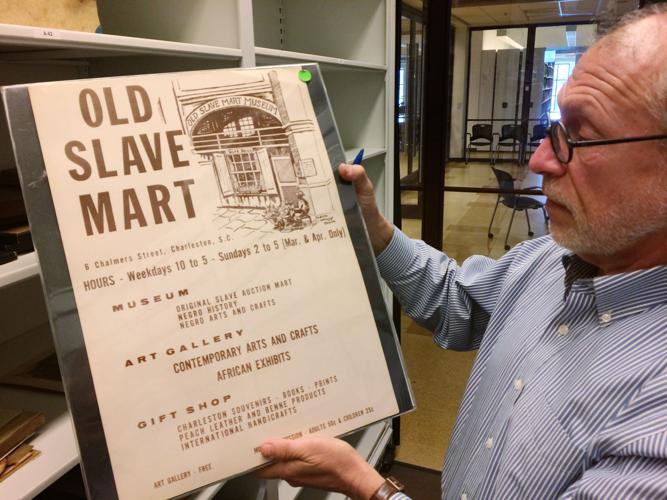 A-42
OLD
SLAVE
MART
OLD SLAVE MART MUSEUM
6 Chalmers Street, Charleston, S.C.
HOURS - Weekdays 10 to 5 - Sundays 2 to 5 (Mar. & Apr. Only)
MUSEUM
ORIGINAL SLAVE AUCTION MART
NEGRO HISTORY
NEGRO ARTS AND CRAFTS
ART GALLERY
CONTEMPORARY ARTS AND CRAFTS
AFRICAN EXHIBITS
GIFT SHOP
CHARLESTON SOUVENIRS - BOOKS - PRINTS
PEACH LEATHER AND BENNE PRODUCTS
INTERNATIONAL HANDICRAFTS
ADULTS 50¢ & CHILDREN 25¢
ART GALLERY - FREE